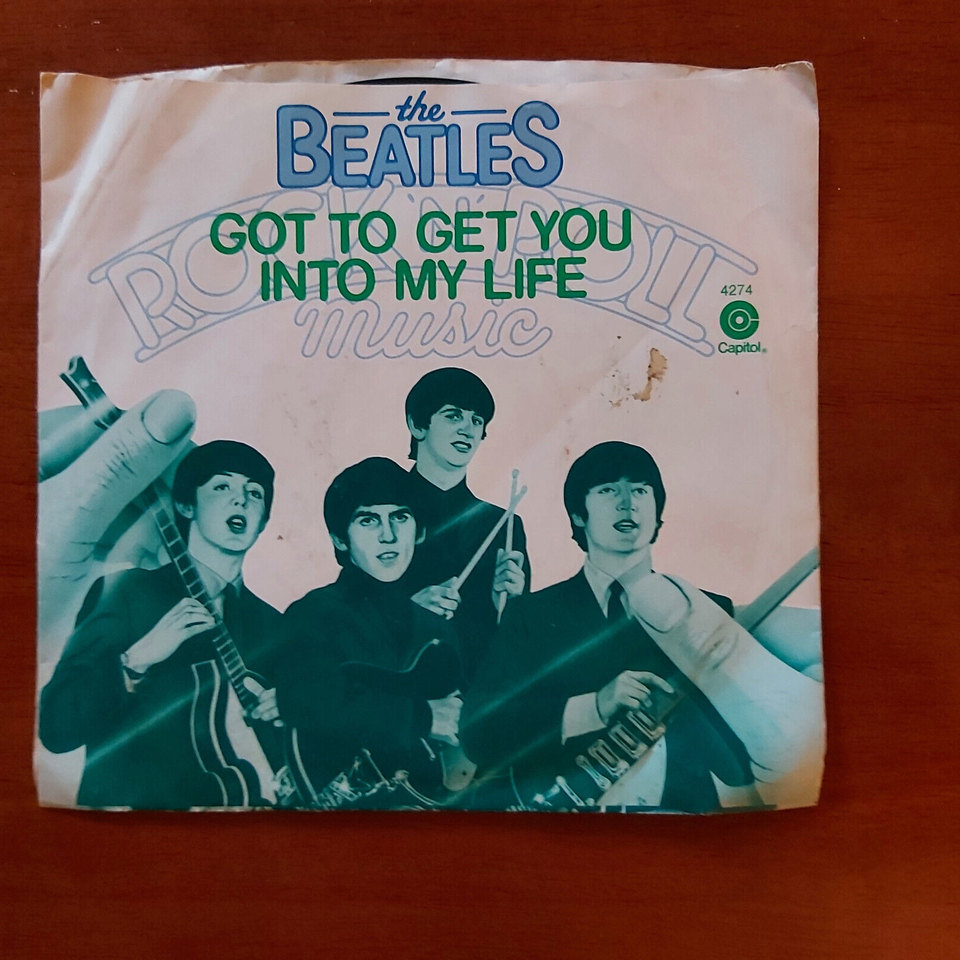 the
BEATLES
ROCK 'N' ROLL
GOT TO GET YOU
INTO MY LIFE
music
4274
Capitol®